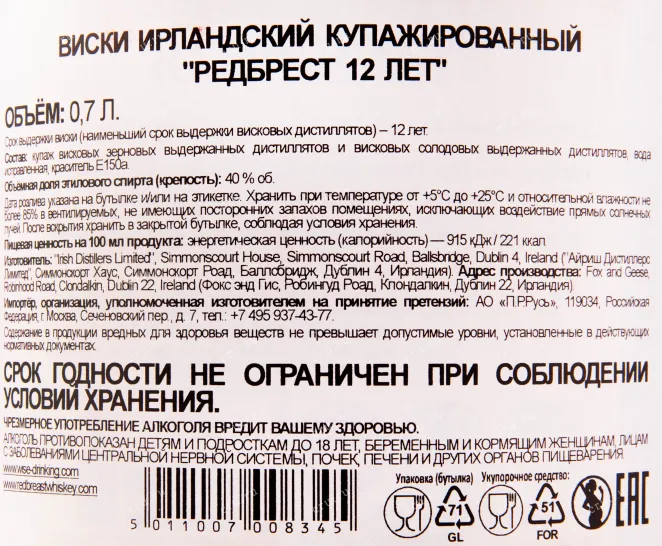 ВИСКИ ИРЛАНДСКИЙ КУПАЖИРОВАННЫЙ
"РЕДБРЕСТ 12 ЛЕТ"
ОБЪЁМ: 0,7 Л.
Срок выдержки виски (наименьший срок выдержки висковых дистиллятов) – 12 лет.
Состав: купаж висковых зерновых выдержанных дистиллятов и висковых солодовых выдержанных дистиллятов, вода
исправленная, краситель Е150а.
Объемная доля этилового спирта (крепость): 40 % об.
Дата розлива указана на бутылке и/или на этикетке. Хранить при температуре от +5°С до +25°С и относительной влажности не
более 85% в вентилируемых, не имеющих посторонних запахов помещениях, исключающих воздействие прямых солнечных
лучей. После вскрытия хранить в закрытой бутылке, соблюдая условия хранения.
Пищевая ценность на 100 мл продукта: энергетическая ценность (калорийность) — 915 кДж / 221 ккал.
Изготовитель: "Irish Distillers Limited", Simmonscourt House, Simmonscourt Road, Ballsbridge, Dublin 4, Ireland ("Айриш Дистиллерс
Лимитед", Симмонскорт Хаус, Симмонскорт Роад, Баллсбридж, Дублин 4, Ирландия). Адрес производства: Fox and Geese,
Robinhood Road, Clondalkin, Dublin 22, Ireland (Фокс энд Гис, Робингуд Роад, Клондалкин, Дублин 22, Ирландия).
Импортёр, организация, уполномоченная изготовителем на принятие претензий: АО «П.Р.Русь», 119034, Российская
Федерация, г. Москва, Сеченовский пер., д. 7, тел.: +7 495 937-43-77.
Содержание в продукции вредных для здоровья веществ не превышает допустимые уровни, установленные в действующих
нормативных документах.
СРОК ГОДНОСТИ НЕ ОГРАНИЧЕН ПРИ СОБЛЮДЕНИИ
УСЛОВИЙ ХРАНЕНИЯ.
ЧРЕЗМЕРНОЕ УПОТРЕБЛЕНИЕ АЛКОГОЛЯ ВРЕДИТ ВАШЕМУ ЗДОРОВЬЮ.
АЛКОГОЛЬ ПРОТИВОПОКАЗАН ДЕТЯМ И ПОДРОСТКАМ ДО 18 ЛЕТ, БЕРЕМЕННЫМ И КОРМЯЩИМ ЖЕНЩИНАМ, ЛИЦАМ
С ЗАБОЛЕВАНИЯМИ ЦЕНТРАЛЬНОЙ НЕРВНОЙ СИСТЕМЫ, ПОЧЕК, ПЕЧЕНИ И ДРУГИХ ОРГАНОВ ПИЩЕВАРЕНИЯ
www.wise-drinking.com
www.redbreastwhiskey.com
5 011007 008345
Упаковка (бутылка)
71
GL
Укупорочное средство:
51
FOR
ЕАС